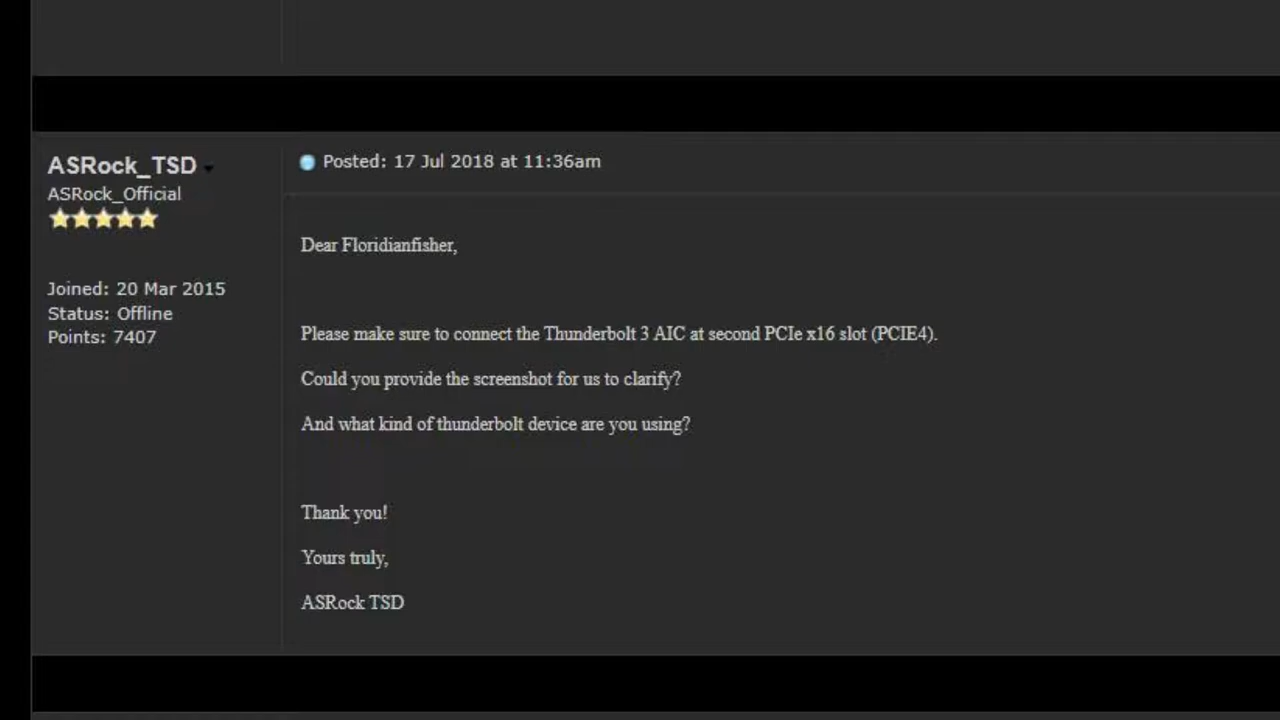 ASRock_TSD
ASRock_Official
Joined: 20 Mar 2015
Status: Offline
Points: 7407
Posted: 17 Jul 2018 at 11:36am
Dear Floridianfisher,
Please make sure to connect the Thunderbolt 3 AIC at second PCIe x16 slot (PCIE4).
Could you provide the screenshot for us to clarify?
And what kind of thunderbolt device are you using?
Thank you!
Yours truly,
ASRock TSD